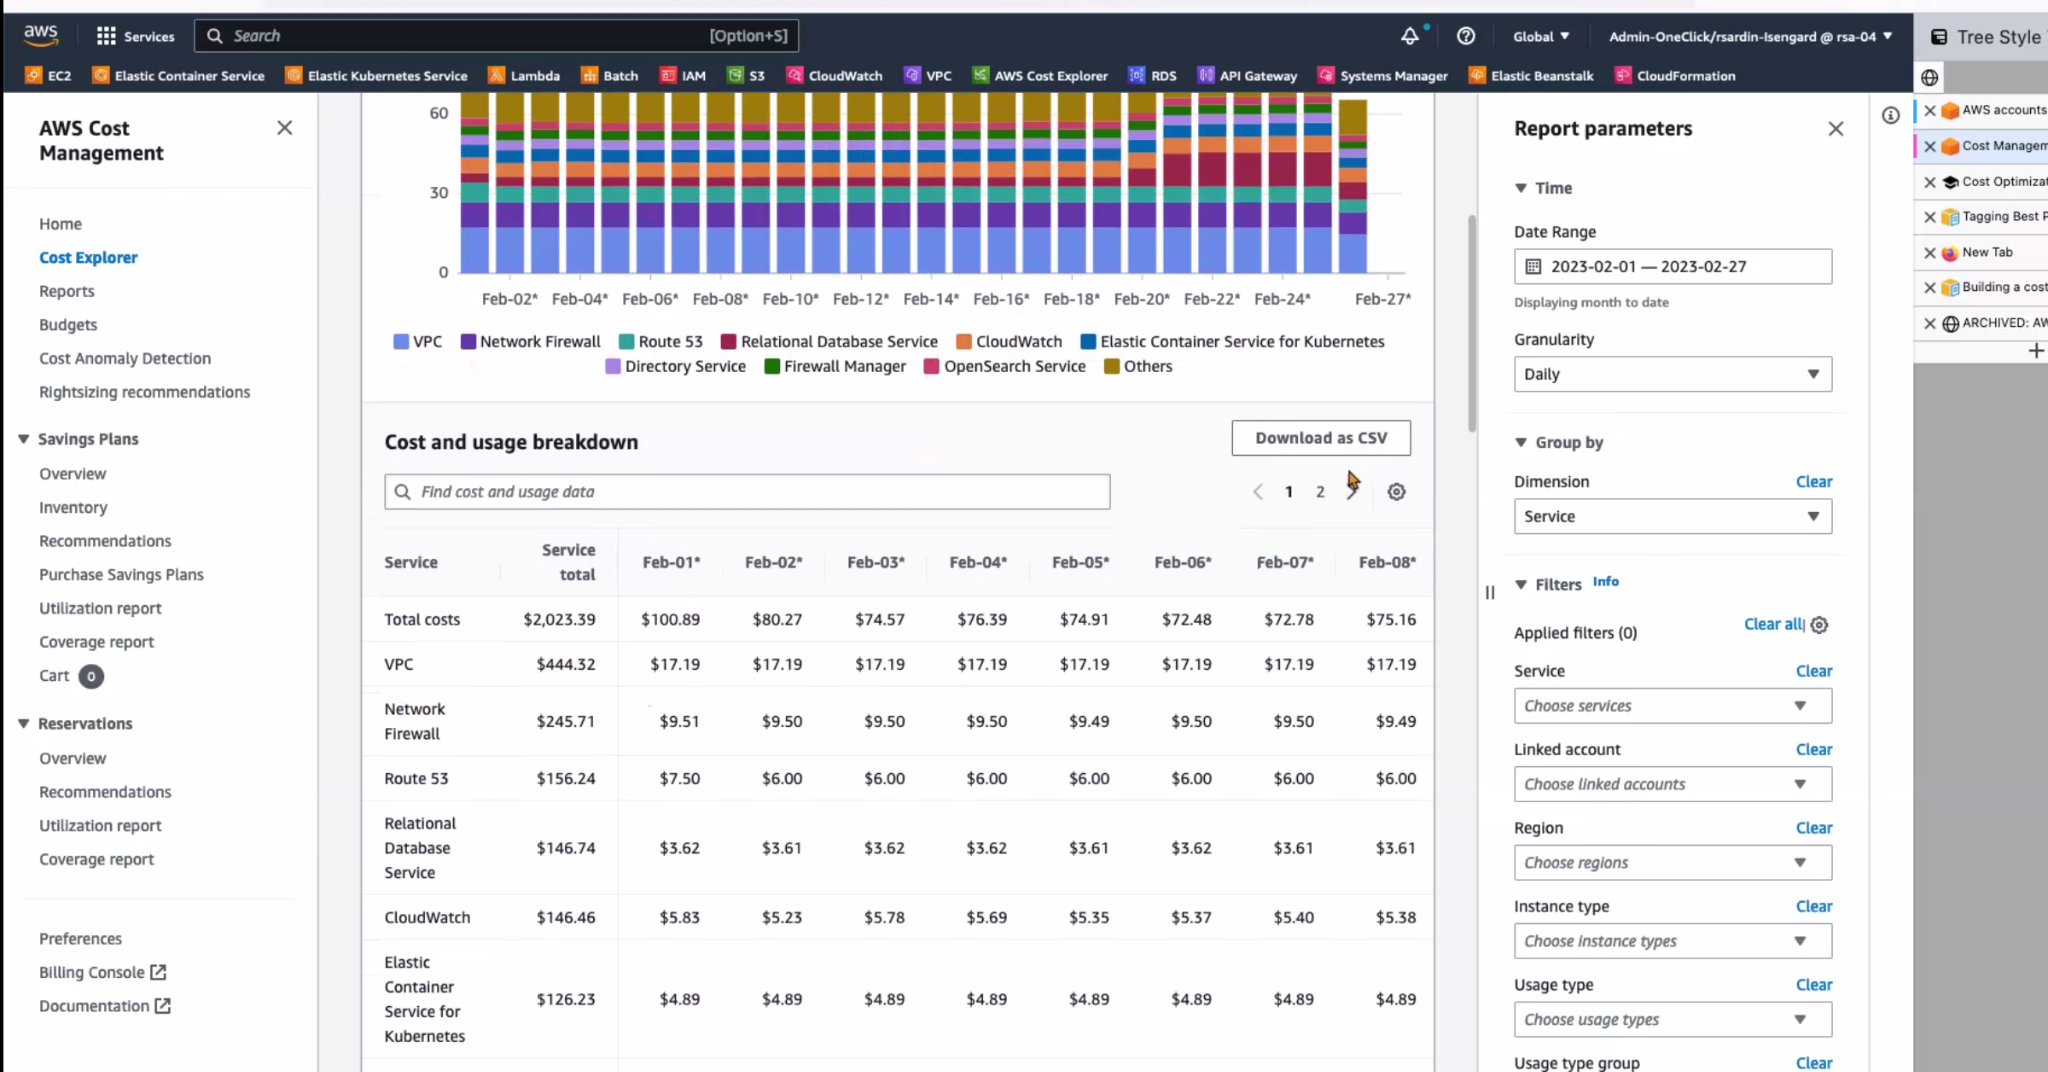 aws
Services
Search
[Option+S]
Global
Admin-OneClick/rsardin-Isengard @ rsa-04
EC2
Elastic Container Service
Elastic Kubernetes Service
Lambda
Batch
IAM
S3
CloudWatch
VPC
AWS Cost Explorer
RDS
API Gateway
Systems Manager
Elastic Beanstalk
CloudFormation
AWS Cost
Management
Home
Cost Explorer
Reports
Budgets
Cost Anomaly Detection
Rightsizing recommendations
Savings Plans
Overview
Inventory
Recommendations
Purchase Savings Plans
Utilization report
Coverage report
Cart 0
Reservations
Overview
Recommendations
Utilization report
Coverage report
Preferences
Billing Console
Documentation
60
30
0
Feb-02* Feb-04* Feb-06* Feb-08* Feb-10* Feb-12* Feb-14* Feb-16* Feb-18* Feb-20* Feb-22* Feb-24* Feb-27*
VPC Network Firewall Route 53 Relational Database Service CloudWatch Elastic Container Service for Kubernetes
Directory Service Firewall Manager OpenSearch Service Others
Cost and usage breakdown
Download as CSV
Find cost and usage data
1 2
Service Service total Feb-01* Feb-02* Feb-03* Feb-04* Feb-05* Feb-06* Feb-07* Feb-08*
Total costs $2,023.39 $100.89 $80.27 $74.57 $76.39 $74.91 $72.48 $72.78 $75.16
VPC $444.32 $17.19 $17.19 $17.19 $17.19 $17.19 $17.19 $17.19 $17.19
Network Firewall $245.71 $9.51 $9.50 $9.50 $9.50 $9.49 $9.50 $9.50 $9.49
Route 53 $156.24 $7.50 $6.00 $6.00 $6.00 $6.00 $6.00 $6.00 $6.00
Relational Database Service $146.74 $3.62 $3.61 $3.62 $3.62 $3.61 $3.62 $3.61 $3.61
CloudWatch $146.46 $5.83 $5.23 $5.78 $5.69 $5.35 $5.37 $5.40 $5.38
Elastic Container Service for Kubernetes $126.23 $4.89 $4.89 $4.89 $4.89 $4.89 $4.89 $4.89 $4.89
Report parameters
Time
Date Range
2023-02-01 — 2023-02-27
Displaying month to date
Granularity
Daily
Group by
Dimension Clear
Service
Filters Info
Applied filters (0) Clear all
Service Clear
Choose services
Linked account Clear
Choose linked accounts
Region Clear
Choose regions
Instance type Clear
Choose instance types
Usage type Clear
Choose usage types
Usage type group Clear
Tree Style
AWS accounts
Cost Managem
Cost Optimizat
Tagging Best P
New Tab
Building a cost
ARCHIVED: AW